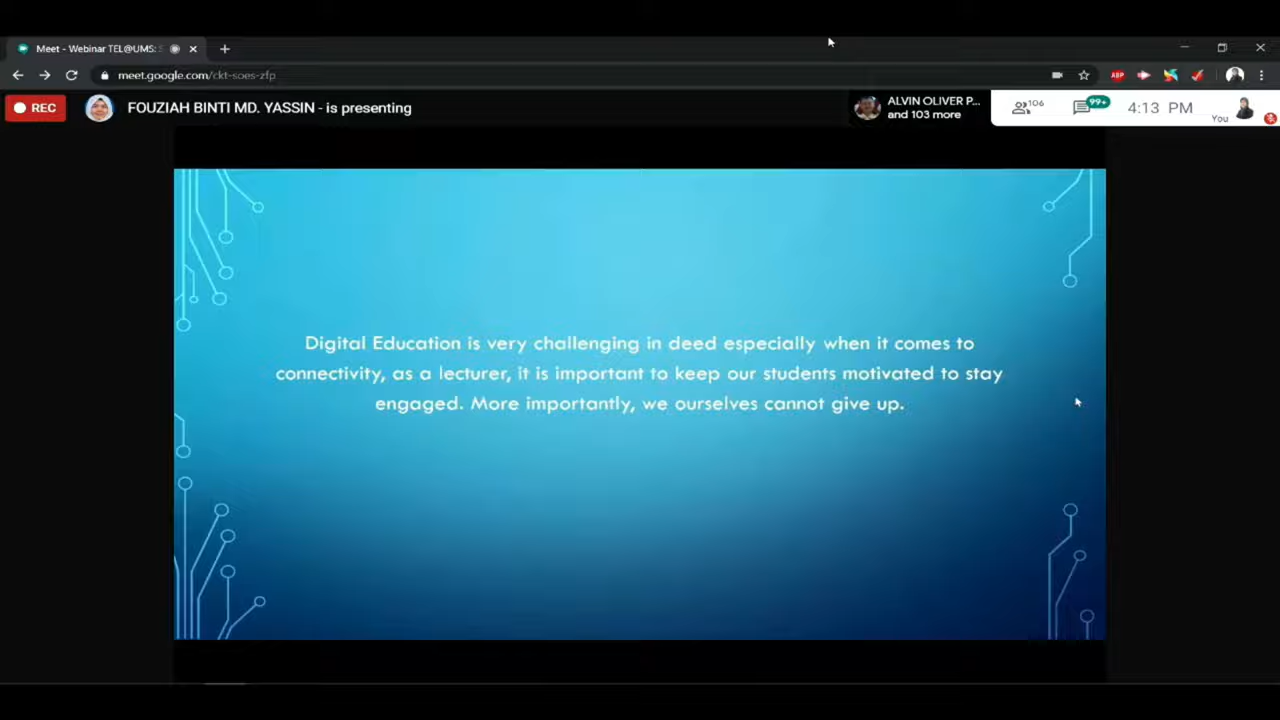 Meet - Webinar TEL@UMS:
meet.google.com/ckt-soes-zfp
ABP
REC
FOUZIAH BINTI MD. YASSIN - is presenting
ALVIN OLIVER P...
and 103 more
106
99+
4:13 PM
You
Digital Education is very challenging in deed especially when it comes to
connectivity, as a lecturer, it is important to keep our students motivated to stay
engaged. More importantly, we ourselves cannot give up.